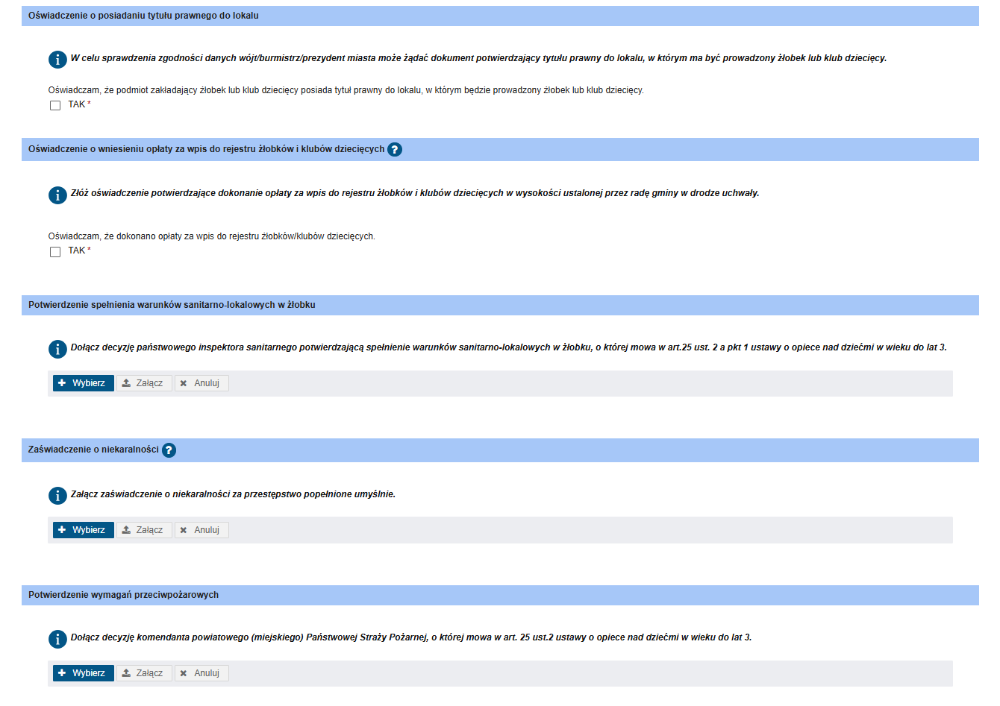 Oświadczenie o posiadaniu tytułu prawnego do lokalu
W celu sprawdzenia zgodności danych wójt/burmistrz/prezydent miasta może żądać dokument potwierdzający tytułu prawny do lokalu, w którym ma być prowadzony żłobek lub klub dziecięcy.
Oświadczam, że podmiot zakładający żłobek lub klub dziecięcy posiada tytuł prawny do lokalu, w którym będzie prowadzony żłobek lub klub dziecięcy.
TAK *
Oświadczenie o wniesieniu opłaty za wpis do rejestru żłobków i klubów dziecięcych
Złóż oświadczenie potwierdzające dokonanie opłaty za wpis do rejestru żłobków i klubów dziecięcych w wysokości ustalonej przez radę gminy w drodze uchwały.
Oświadczam, że dokonano opłaty za wpis do rejestru żłobków/klubów dziecięcych.
TAK *
Potwierdzenie spełnienia warunków sanitarno-lokalowych w żłobku
Dołącz decyzję państwowego inspektora sanitarnego potwierdzającą spełnienie warunków sanitarno-lokalowych w żłobku, o której mowa w art.25 ust. 2 a pkt 1 ustawy o opiece nad dziećmi w wieku do lat 3.
Wybierz Załącz Anuluj
Zaświadczenie o niekaralności
Załącz zaświadczenie o niekaralności za przestępstwo popełnione umyślnie.
Wybierz Załącz Anuluj
Potwierdzenie wymagań przeciwpożarowych
Dołącz decyzję komendanta powiatowego (miejskiego) Państwowej Straży Pożarnej, o której mowa w art. 25 ust.2 ustawy o opiece nad dziećmi w wieku do lat 3.
Wybierz Załącz Anuluj